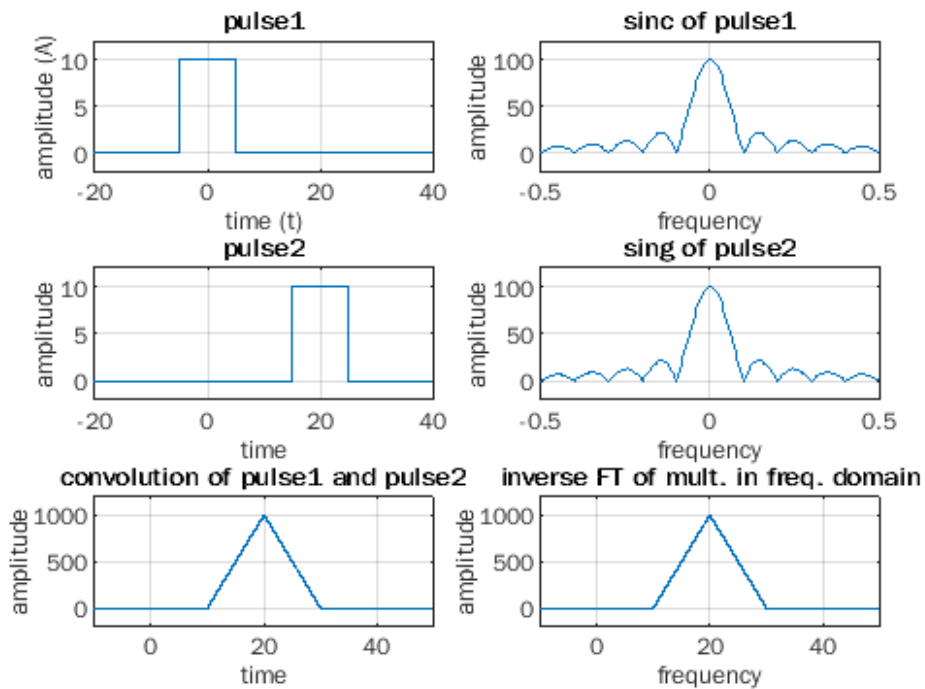 pulse1
sinc of pulse1
amplitude (A)
10
5
0
-20 0 20 40
time (t)
amplitude
100
50
0
-0.5 0 0.5
frequency
pulse2
sing of pulse2
amplitude
10
5
0
-20 0 20 40
time
amplitude
100
50
0
-0.5 0 0.5
frequency
convolution of pulse1 and pulse2
inverse FT of mult. in freq. domain
amplitude
1000
500
0
0 20 40
time
amplitude
1000
500
0
0 20 40
frequency